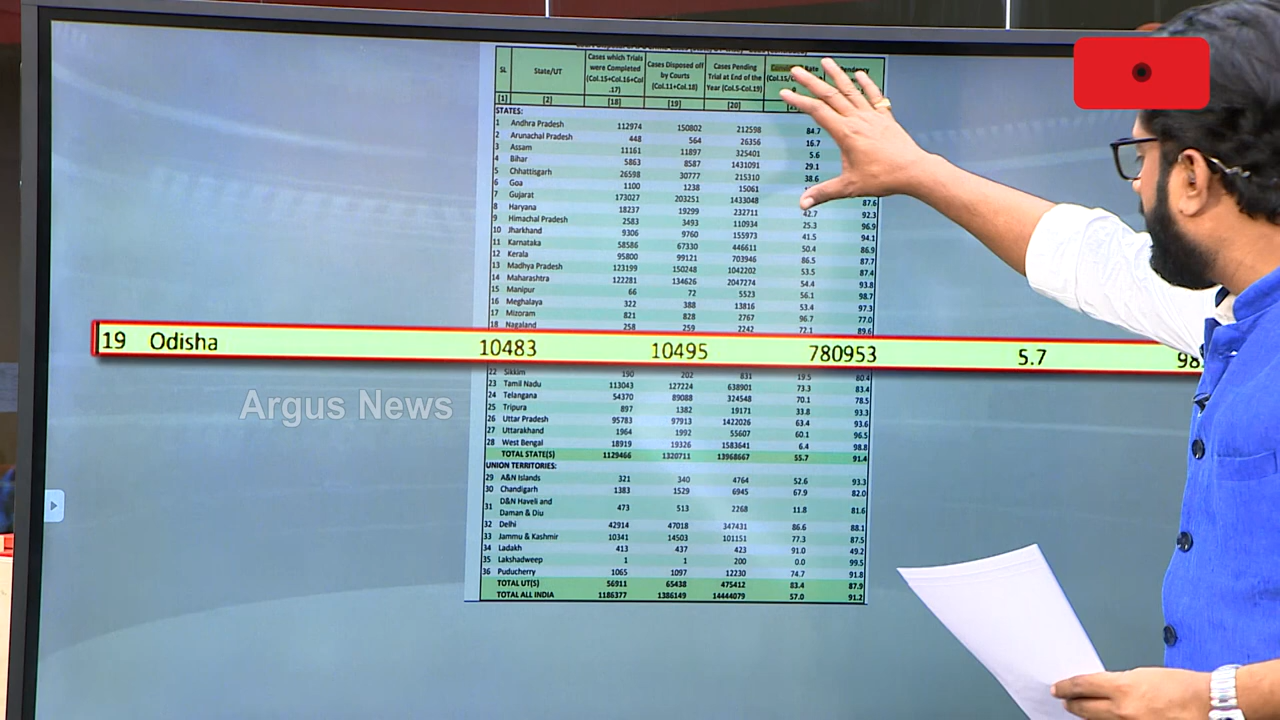 SL State/UT Cases which Trials were Completed (Col.15+Col.16+Col.17) Cases Disposed off by Courts (Col.11+Col.18) Cases Pending Trial at End of the Year (Col.5-Col.19) Rate
[1] [2] [18] [19] [20]
STATES:
1 Andhra Pradesh 112974 150802 212598 84.7
2 Arunachal Pradesh 448 564 26356 16.7
3 Assam 11161 11897 325401 5.6
4 Bihar 5863 8587 1431091 29.1
5 Chhattisgarh 26598 30777 215310 38.6
6 Goa 1100 1238 15061
7 Gujarat 173027 203251 1433048 87.6
8 Haryana 18237 19299 232711 42.7 92.3
9 Himachal Pradesh 2583 3493 110934 25.3 96.9
10 Jharkhand 9306 9760 155973 41.5 94.1
11 Karnataka 58586 67330 446611 50.4 86.9
12 Kerala 95800 99121 703946 86.5 87.7
13 Madhya Pradesh 123199 150248 1042202 53.5 87.4
14 Maharashtra 122281 134626 2047274 54.4 93.8
15 Manipur 66 72 5523 56.1 98.7
16 Meghalaya 322 388 13816 53.4 97.3
17 Mizoram 821 828 2767 96.7 77.0
18 Nagaland 258 259 2242 72.1 89.6
19 Odisha 10483 10495 780953 5.7 98.
22 Sikkim 190 202 831 19.5 80.4
23 Tamil Nadu 113043 127224 638901 73.3 83.4
24 Telangana 54370 89088 324548 70.1 78.5
25 Tripura 897 1382 19171 33.8 93.3
26 Uttar Pradesh 95783 97913 1422026 63.4 93.6
27 Uttarakhand 1964 1992 55607 60.1 96.5
28 West Bengal 18919 19326 1583641 6.4 98.8
TOTAL STATE(S) 1129466 1320711 13968667 55.7 91.4
UNION TERRITORIES:
29 A&N Islands 321 340 4764 52.6 93.3
30 Chandigarh 1383 1529 6945 67.9 82.0
31 D&N Haveli and Daman & Diu 473 513 2268 11.8 81.6
32 Delhi 42914 47018 347431 86.6 88.1
33 Jammu & Kashmir 10341 14503 101151 77.3 87.5
34 Ladakh 413 437 423 91.0 49.2
35 Lakshadweep 1 1 200 0.0 99.5
36 Puducherry 1065 1097 12230 74.7 91.8
TOTAL UT(S) 56911 65438 475412 83.4 87.9
TOTAL ALL INDIA 1186377 1386149 14444079 57.0 91.2
Argus News